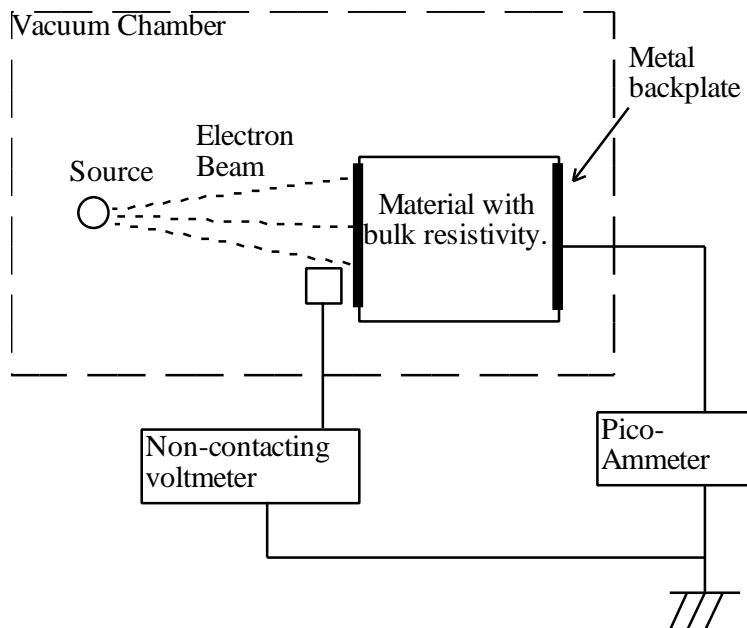 Vacuum Chamber
Metal
backplate
Electron
Beam
Source
Material with
bulk resistivity.
Non-contacting
voltmeter
Pico-
Ammeter